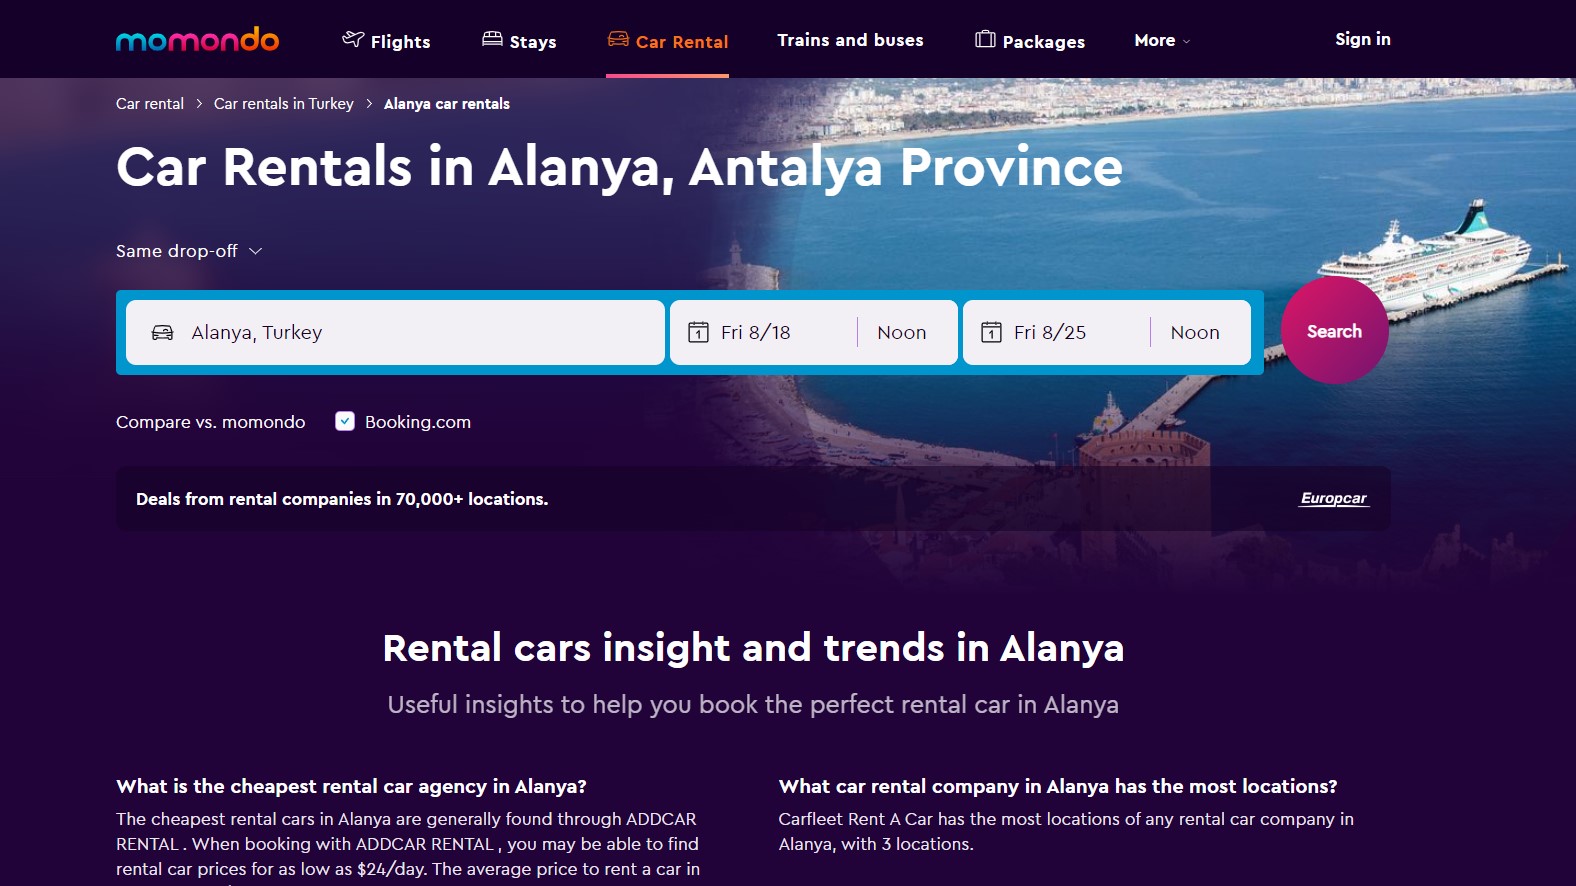 momondo
Flights
Stays
Car Rental
Trains and buses
Packages
More
Sign in
Car rental
Car rentals in Turkey
Alanya car rentals
Car Rentals in Alanya, Antalya Province
Same drop-off
Alanya, Turkey
1
Fri 8/18
Noon
1
Fri 8/25
Noon
Search
Compare vs. momondo
Booking.com
Deals from rental companies in 70,000+ locations.
Europcar
Rental cars insight and trends in Alanya
Useful insights to help you book the perfect rental car in Alanya
What is the cheapest rental car agency in Alanya?
The cheapest rental cars in Alanya are generally found through ADDCAR
RENTAL . When booking with ADDCAR RENTAL , you may be able to find
rental car prices for as low as $24/day. The average price to rent a car in
What car rental company in Alanya has the most locations?
Carfleet Rent A Car has the most locations of any rental car company in
Alanya, with 3 locations.